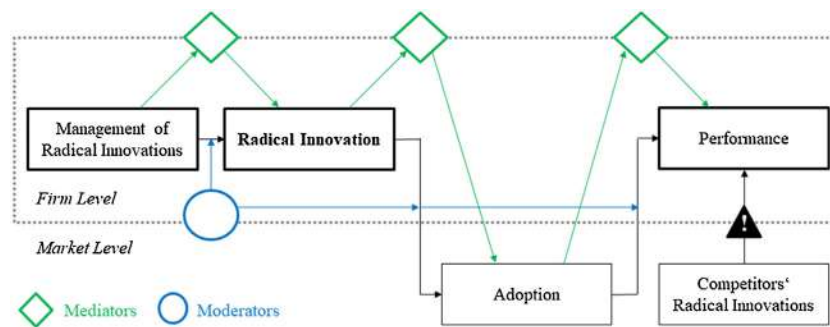 Management of
Radical Innovations
Radical Innovation
Performance
Firm Level
Market Level
!
Adoption
Competitors‘
Radical Innovations
Mediators
Moderators